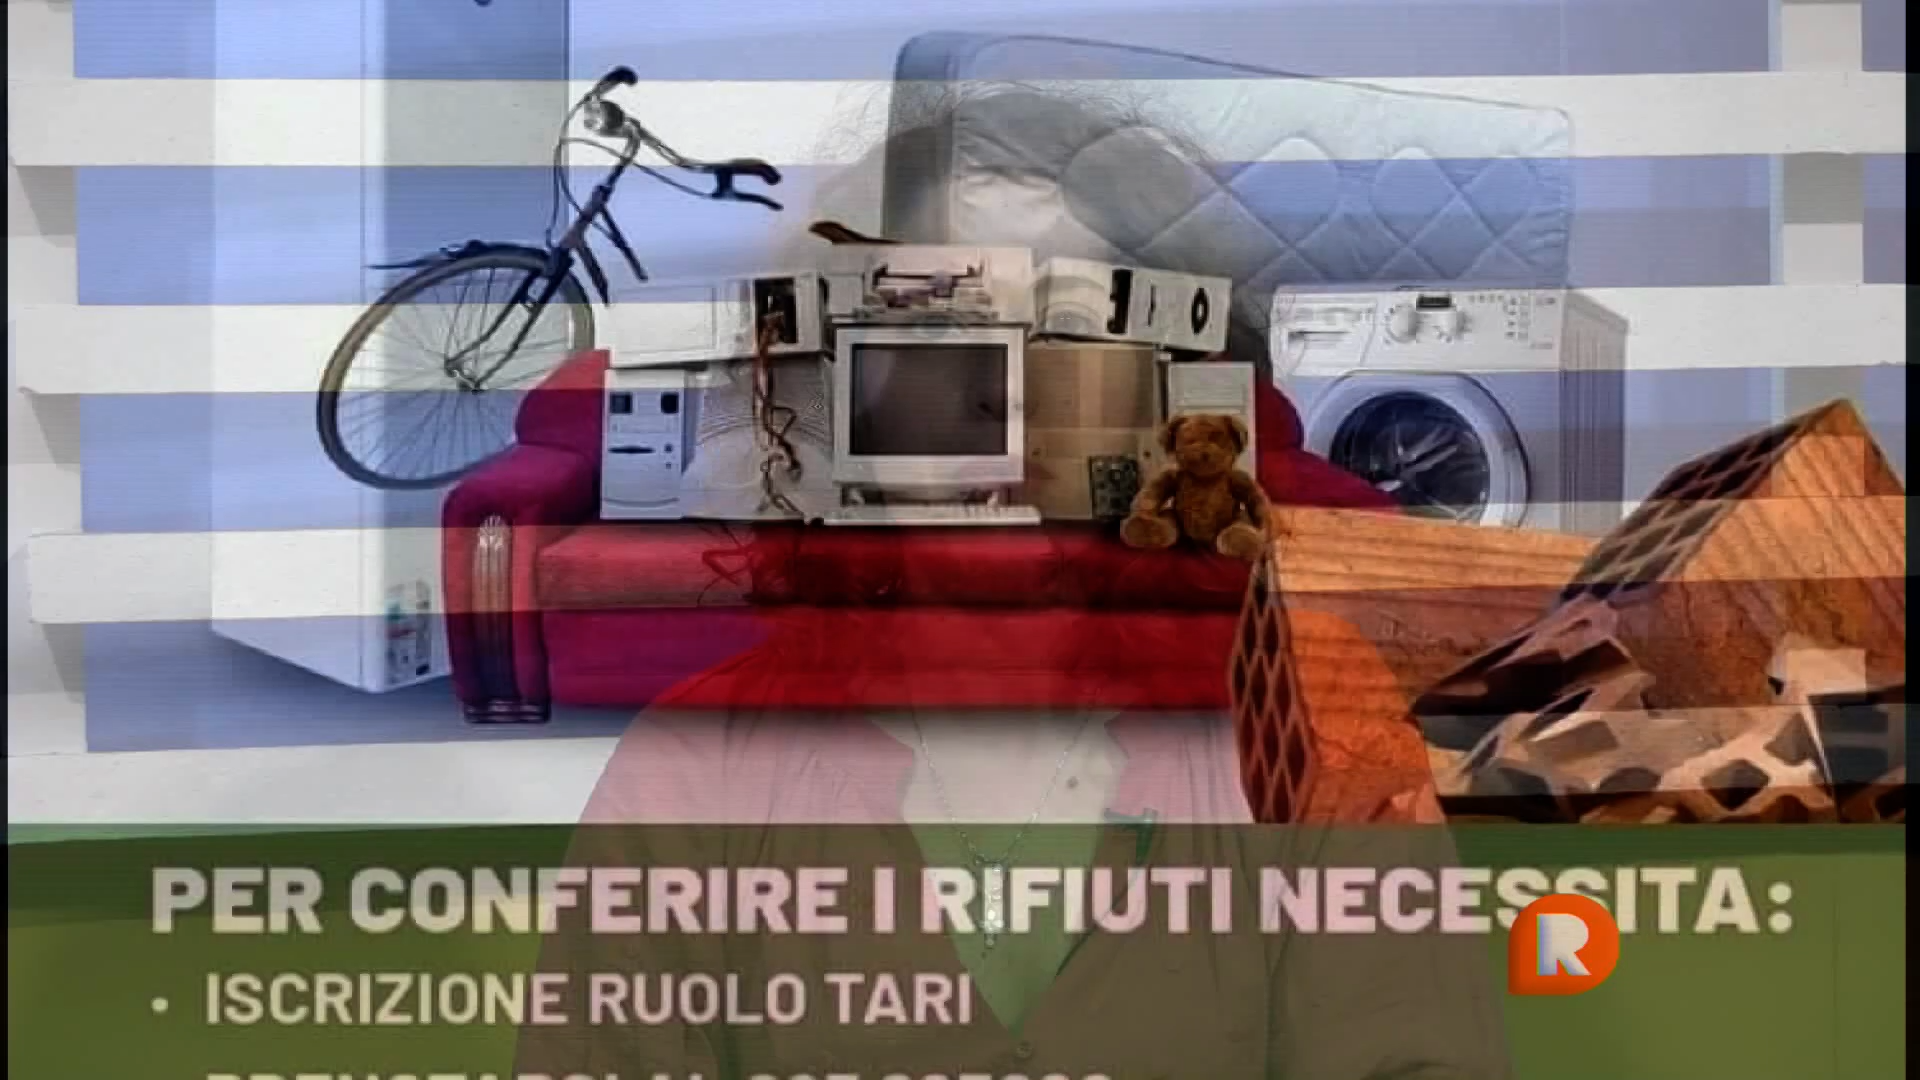 PER CONFERIRE I RIFIUTI NECESSITA:
• ISCRIZIONE RUOLO TARI
R